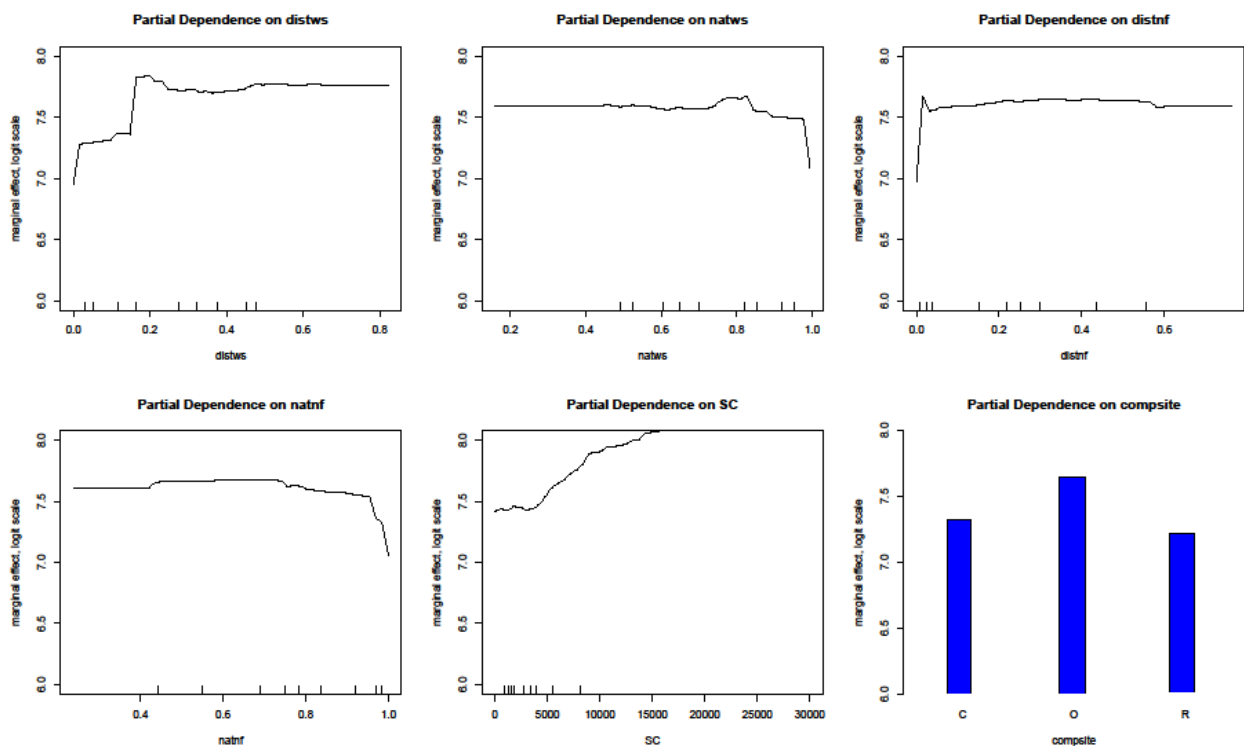 Partial Dependence on distws
marginal effect, logit scale
8.0
7.5
7.0
6.5
6.0
0.0 0.2 0.4 0.6 0.8
distws
Partial Dependence on natws
marginal effect, logit scale
8.0
7.5
7.0
6.5
6.0
0.2 0.4 0.6 0.8 1.0
natws
Partial Dependence on distnf
marginal effect, logit scale
8.0
7.5
7.0
6.5
6.0
0.0 0.2 0.4 0.6
distnf
Partial Dependence on natnf
marginal effect, logit scale
8.0
7.5
7.0
6.5
6.0
0.4 0.6 0.8 1.0
natnf
Partial Dependence on SC
marginal effect, logit scale
8.0
7.5
7.0
6.5
6.0
0 5000 10000 15000 20000 25000 30000
SC
Partial Dependence on compsite
marginal effect, logit scale
8.0
7.5
7.0
6.5
6.0
C O R
compsite